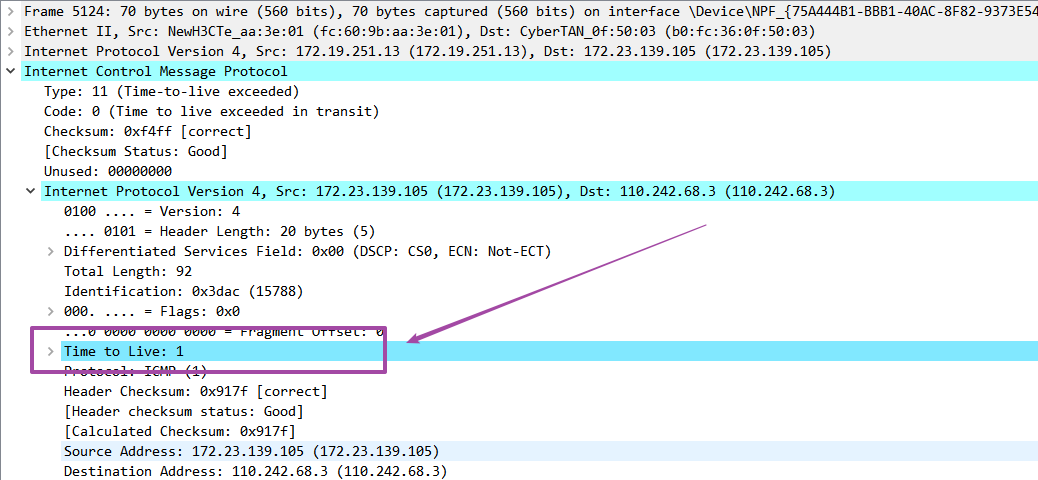 Frame 5124: 70 bytes on wire (560 bits), 70 bytes captured (560 bits) on interface \Device\NPF_{75A444B1-BBB1-40AC-8F82-9373E54
Ethernet II, Src: NewH3CTe_aa:3e:01 (fc:60:9b:aa:3e:01), Dst: CyberTAN_0f:50:03 (b0:fc:36:0f:50:03)
Internet Protocol Version 4, Src: 172.19.251.13 (172.19.251.13), Dst: 172.23.139.105 (172.23.139.105)
Internet Control Message Protocol
Type: 11 (Time-to-live exceeded)
Code: 0 (Time to live exceeded in transit)
Checksum: 0xf4ff [correct]
[Checksum Status: Good]
Unused: 00000000
Internet Protocol Version 4, Src: 172.23.139.105 (172.23.139.105), Dst: 110.242.68.3 (110.242.68.3)
0100 .... = Version: 4
.... 0101 = Header Length: 20 bytes (5)
Differentiated Services Field: 0x00 (DSCP: CS0, ECN: Not-ECT)
Total Length: 92
Identification: 0x3dac (15788)
000. .... = Flags: 0x0
...0 0000 0000 0000 = Fragment Offset: 0
Time to Live: 1
Protocol: ICMP (1)
Header Checksum: 0x917f [correct]
[Header checksum status: Good]
[Calculated Checksum: 0x917f]
Source Address: 172.23.139.105 (172.23.139.105)
Destination Address: 110.242.68.3 (110.242.68.3)